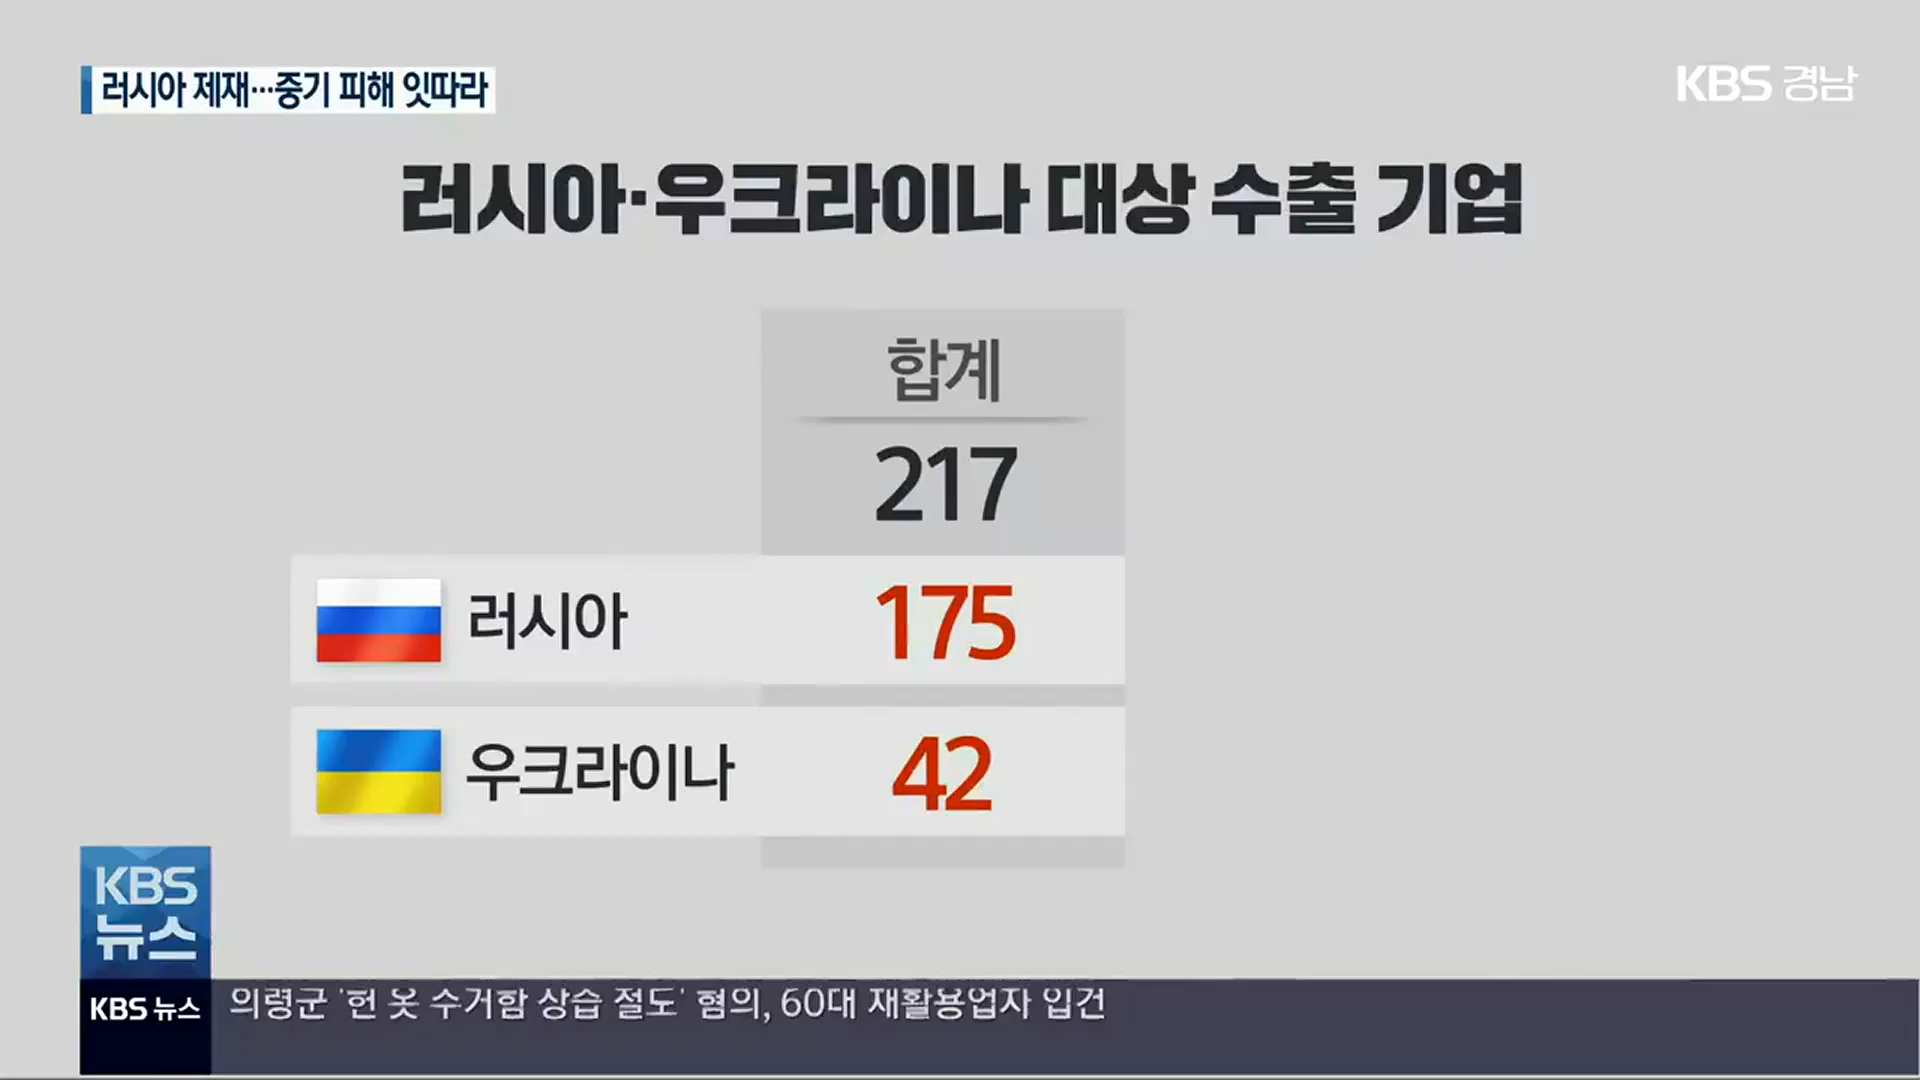 러시아 제재…중기 피해 잇따라
KBS 경남
러시아·우크라이나 대상 수출 기업
합계
217
러시아 175
우크라이나 42
KBS
뉴스
KBS 뉴스
의령군 '헌 옷 수거함 상습 절도' 혐의, 60대 재활용업자 입건